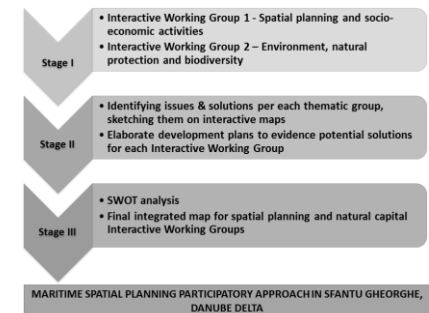 Stage I
• Interactive Working Group 1 - Spatial planning and socio-
economic activities
• Interactive Working Group 2 – Environment, natural
protection and biodiversity
Stage II
• Identifying issues & solutions per each thematic group,
sketching them on interactive maps
• Elaborate development plans to evidence potential solutions
for each Interactive Working Group
Stage III
• SWOT analysis
• Final integrated map for spatial planning and natural capital
Interactive Working Groups
MARITIME SPATIAL PLANNING PARTICIPATORY APPROACH IN SFANTU GHEORGHE,
DANUBE DELTA